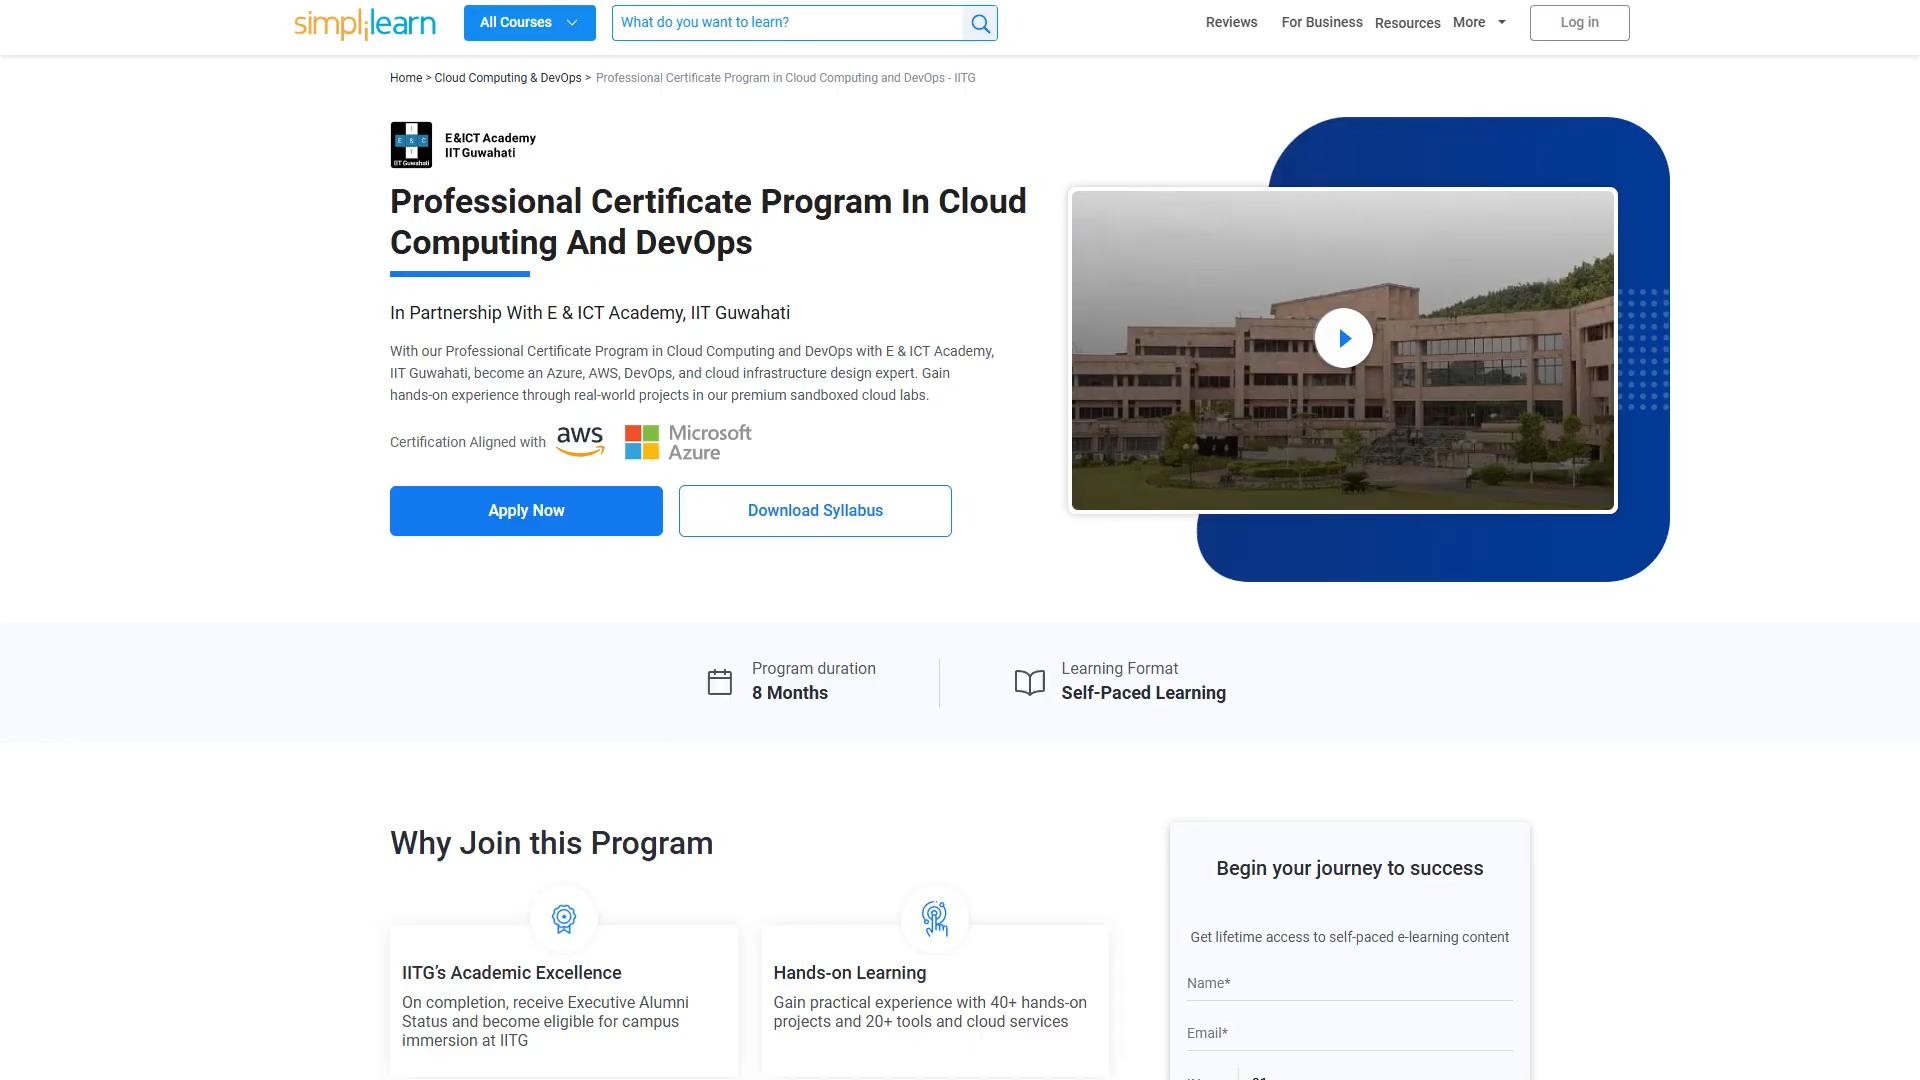 simplilearn
All Courses
What do you want to learn?
Reviews
For Business
Resources
More
Log in
Home > Cloud Computing & DevOps > Professional Certificate Program in Cloud Computing and DevOps - IITG
I
E & C
T
IIT Guwahati
E&ICT Academy
IIT Guwahati
Professional Certificate Program In Cloud
Computing And DevOps
In Partnership With E & ICT Academy, IIT Guwahati
With our Professional Certificate Program in Cloud Computing and DevOps with E & ICT Academy,
IIT Guwahati, become an Azure, AWS, DevOps, and cloud infrastructure design expert. Gain
hands-on experience through real-world projects in our premium sandboxed cloud labs.
Certification Aligned with
aws
Microsoft
Azure
Apply Now
Download Syllabus
Program duration
8 Months
Learning Format
Self-Paced Learning
Why Join this Program
IITG’s Academic Excellence
On completion, receive Executive Alumni
Status and become eligible for campus
immersion at IITG
Hands-on Learning
Gain practical experience with 40+ hands-on
projects and 20+ tools and cloud services
Begin your journey to success
Get lifetime access to self-paced e-learning content
Name*
Email*